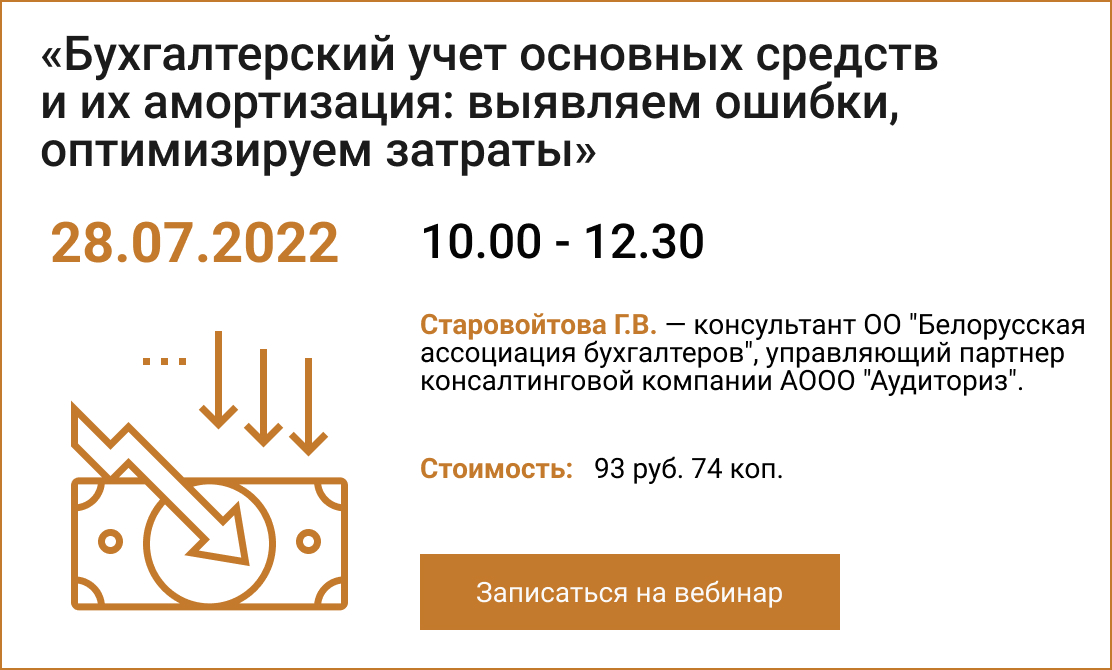 «Бухгалтерский учет основных средств
и их амортизация: выявляем ошибки,
оптимизируем затраты»
28.07.2022
10.00 - 12.30
Старовойтова Г.В. — консультант ОО "Белорусская
ассоциация бухгалтеров", управляющий партнер
консалтинговой компании АООО "Аудиториз".
Стоимость: 93 руб. 74 коп.
Записаться на вебинар